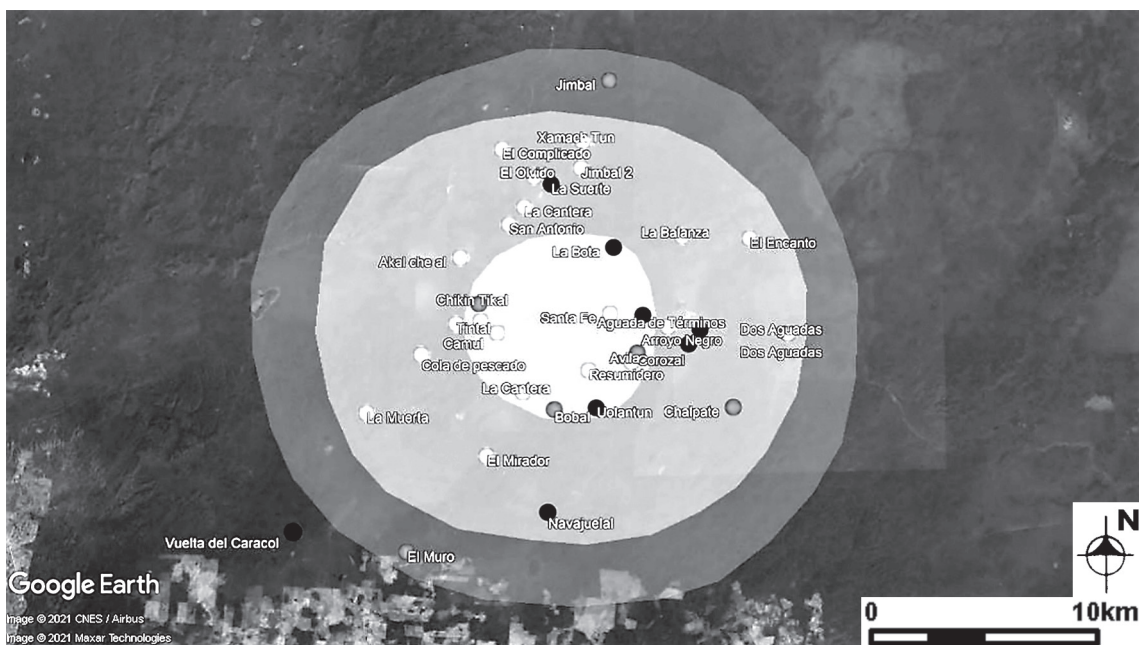 Jimbal
Xamach Tun
El Complicado
El Olvido
Jimbal 2
La Suerte
La Cantera
San Antonio
La Balanza
El Encanto
La Bota
Akal che al
Chikin Tikal
Santa Fe
Aguada de Términos
Tintal
Dos Aguadas
Camul
Arroyo Negro
Avila
Corozal
Dos Aguadas
Cola de pescado
Resumidero
La Cantera
Bobal
Uolantun
Chalpate
La Muerta
El Mirador
Navajuelal
Vuelta del Caracol
El Muro
N
Google Earth
Image © 2021 CNES / Airbus
Image © 2021 Maxar Technologies
0 10km